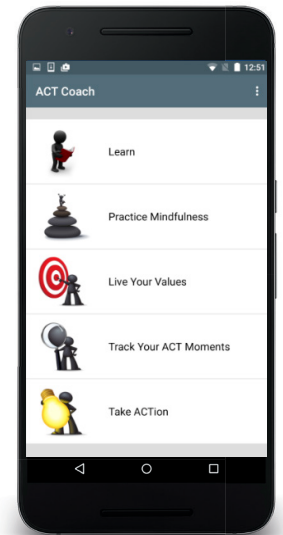 12:51
ACT Coach
Learn
Practice Mindfulness
Live Your Values
Track Your ACT Moments
Take ACTion